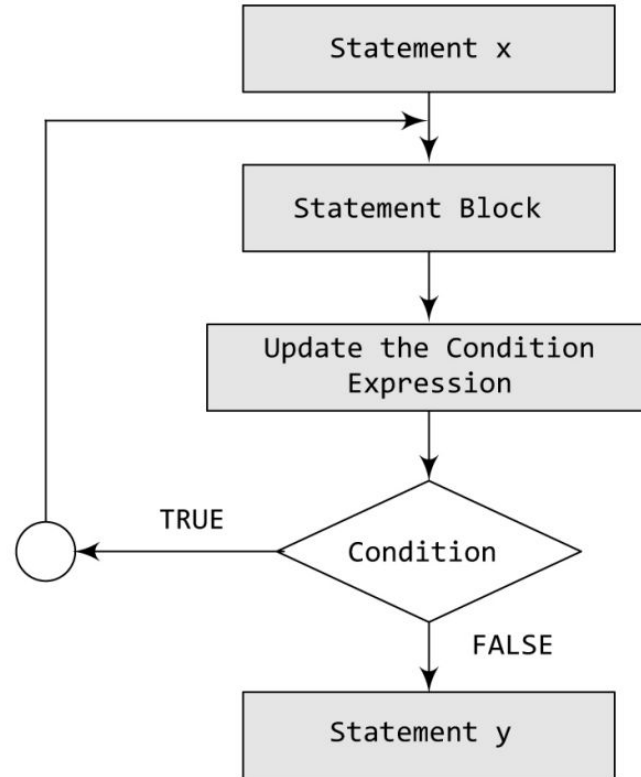 Statement x
Statement Block
Update the Condition
Expression
TRUE
Condition
FALSE
Statement y